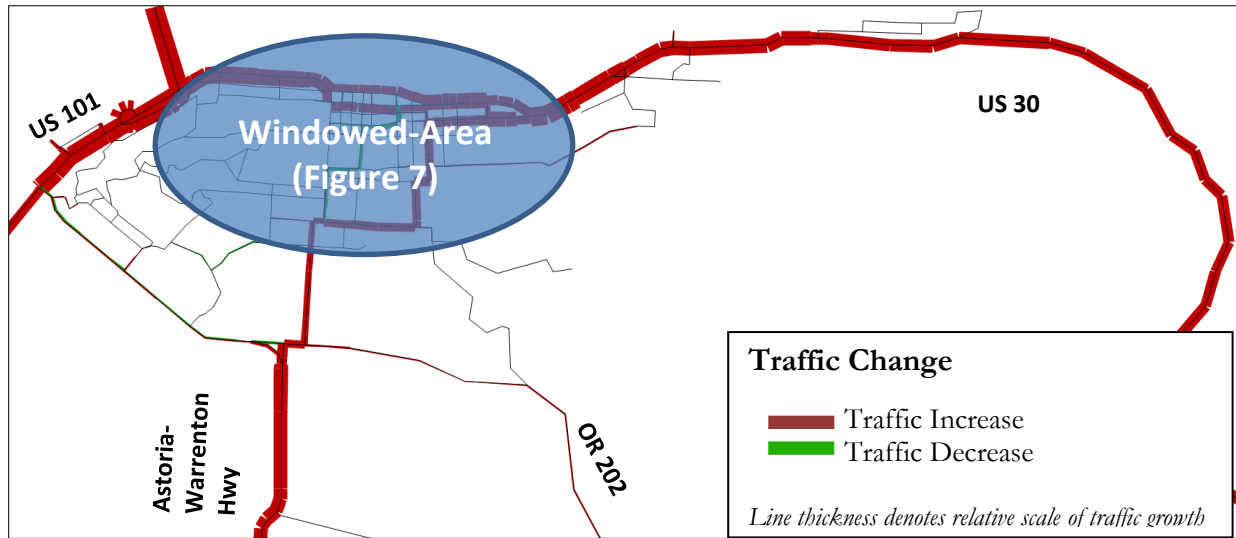 US 101
US 30
Windowed-Area
(Figure 7)
Astoria-
Warrenton
Hwy
OR 202
Traffic Change
Traffic Increase
Traffic Decrease
Line thickness denotes relative scale of traffic growth